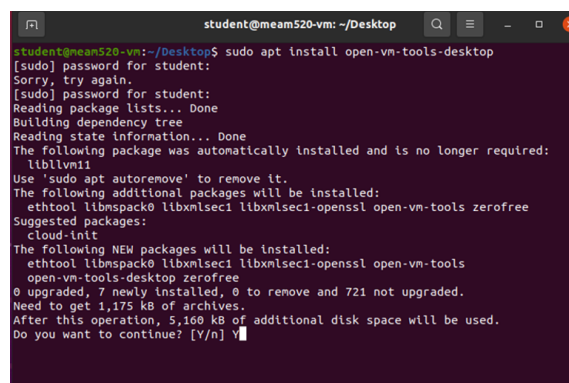 student@meam520-vm: ~/Desktop
student@meam520-vm:~/Desktop$ sudo apt install open-vm-tools-desktop
[sudo] password for student:
Sorry, try again.
[sudo] password for student:
Reading package lists... Done
Building dependency tree
Reading state information... Done
The following package was automatically installed and is no longer required:
  libllvm11
Use 'sudo apt autoremove' to remove it.
The following additional packages will be installed:
  ethtool libmspack0 libxmlsec1 libxmlsec1-openssl open-vm-tools zerofree
Suggested packages:
  cloud-init
The following NEW packages will be installed:
  ethtool libmspack0 libxmlsec1 libxmlsec1-openssl open-vm-tools
  open-vm-tools-desktop zerofree
0 upgraded, 7 newly installed, 0 to remove and 721 not upgraded.
Need to get 1,175 kB of archives.
After this operation, 5,160 kB of additional disk space will be used.
Do you want to continue? [Y/n] Y